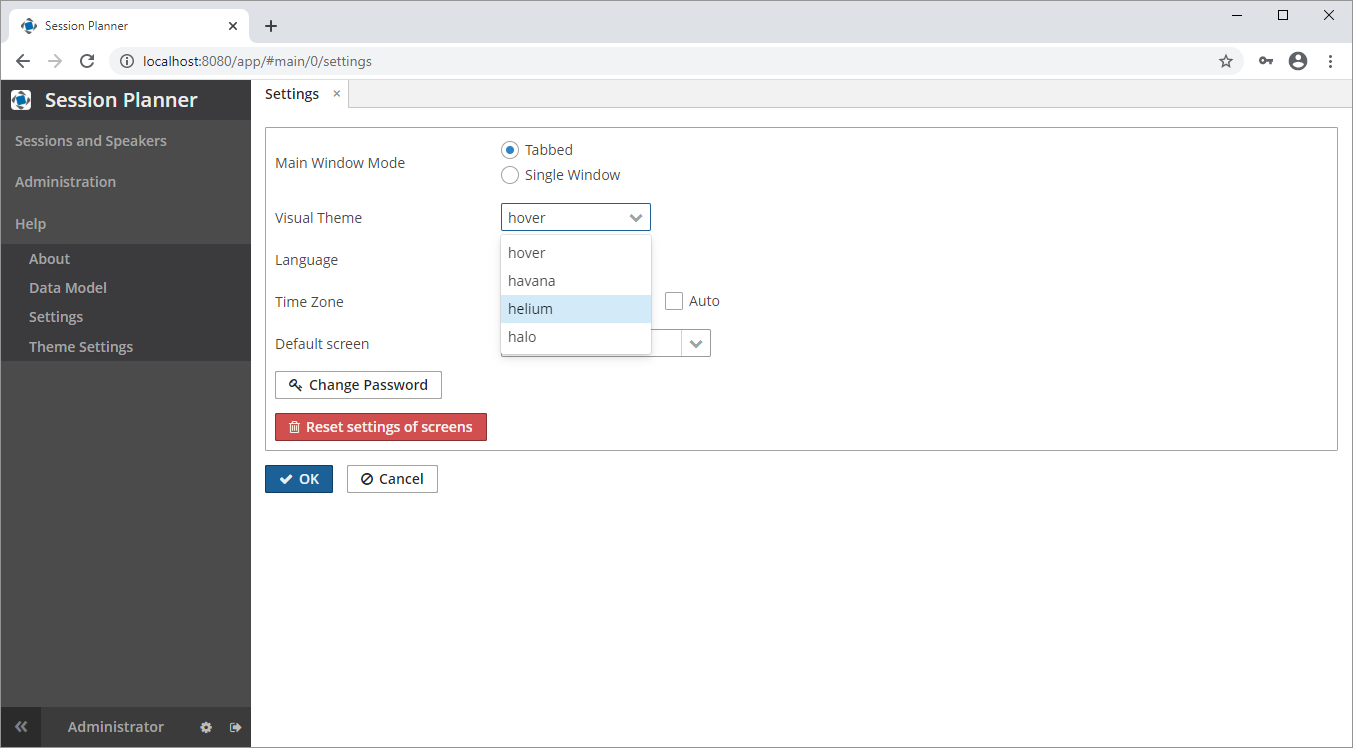 Session Planner
localhost:8080/app/#main/0/settings
Session Planner
Sessions and Speakers
Administration
Help
About
Data Model
Settings
Theme Settings
Administrator
Settings
Main Window Mode
Tabbed
Single Window
Visual Theme
hover
hover
havana
helium
halo
Language
Time Zone
Auto
Default screen
Change Password
Reset settings of screens
OK
Cancel